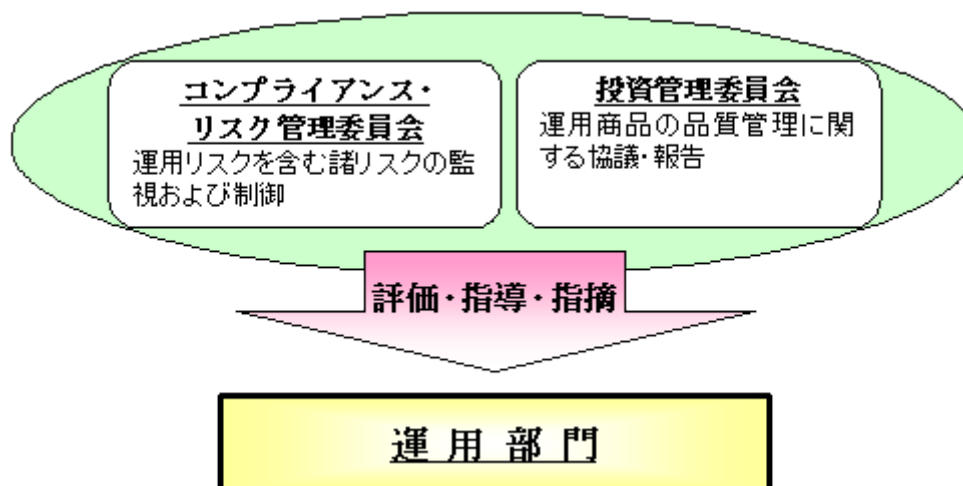 コンプライアンス・
リスク管理委員会
運用リスクを含む諸リスクの監
視および制御
投資管理委員会
運用商品の品質管理に関
する協議・報告
評価・指導・指摘
運用部門